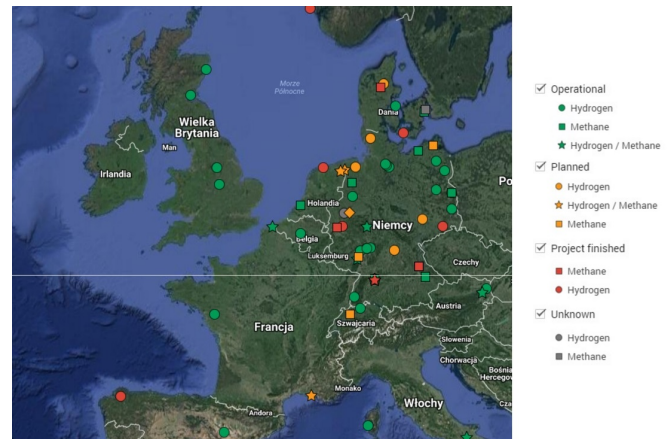 Morze
Północne
Dania
Wielka
Brytania
Man
Irlandia
Po
Holandia
Niemcy
Belgia
Luksemburg
Czechy
Austria
Francja
Szwajcaria
Słowenia
Chorwacja
Bośnia
Hercegov
Monako
Włochy
Andora
Cza
Operational
Hydrogen
Methane
Hydrogen / Methane
Planned
Hydrogen
Hydrogen / Methane
Methane
Project finished
Methane
Hydrogen
Unknown
Hydrogen
Methane